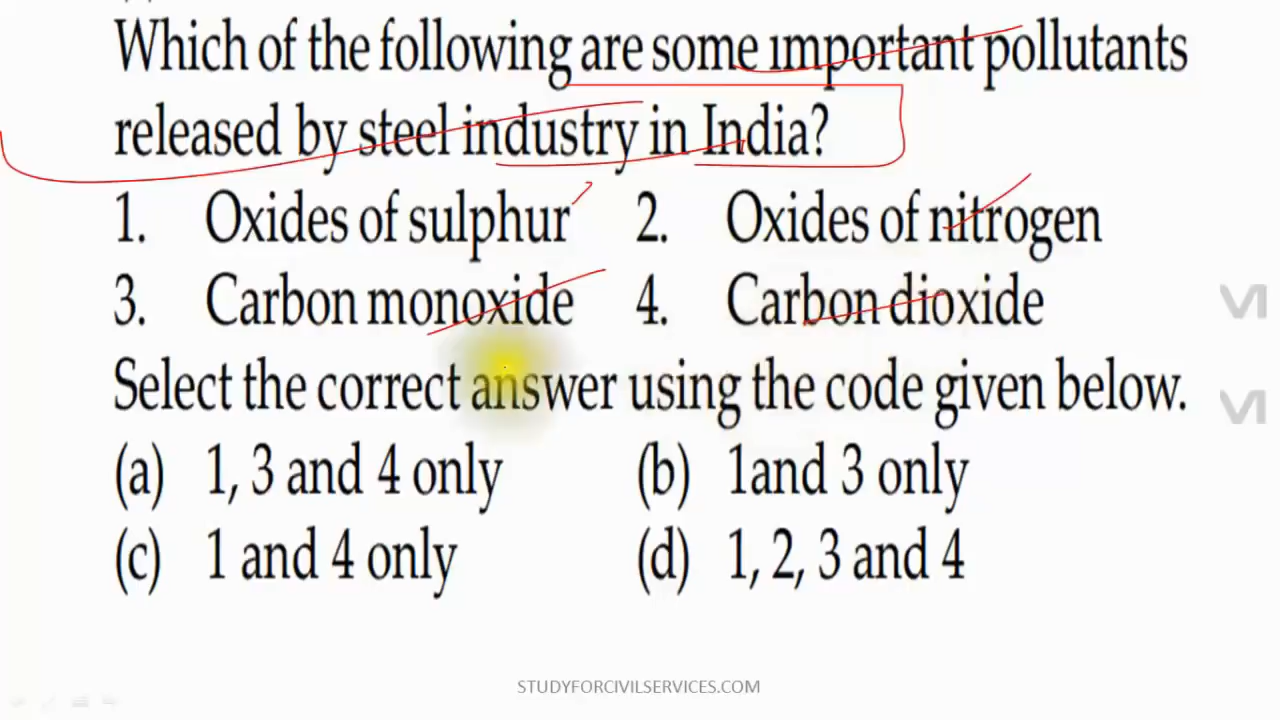 Which of the following are some important pollutants
released by steel industry in India?
1. Oxides of sulphur 2. Oxides of nitrogen
3. Carbon monoxide 4. Carbon dioxide
Select the correct answer using the code given below.
(a) 1, 3 and 4 only (b) 1and 3 only
(c) 1 and 4 only (d) 1, 2, 3 and 4
VI
VI
STUDYFORCIVILSERVICES.COM